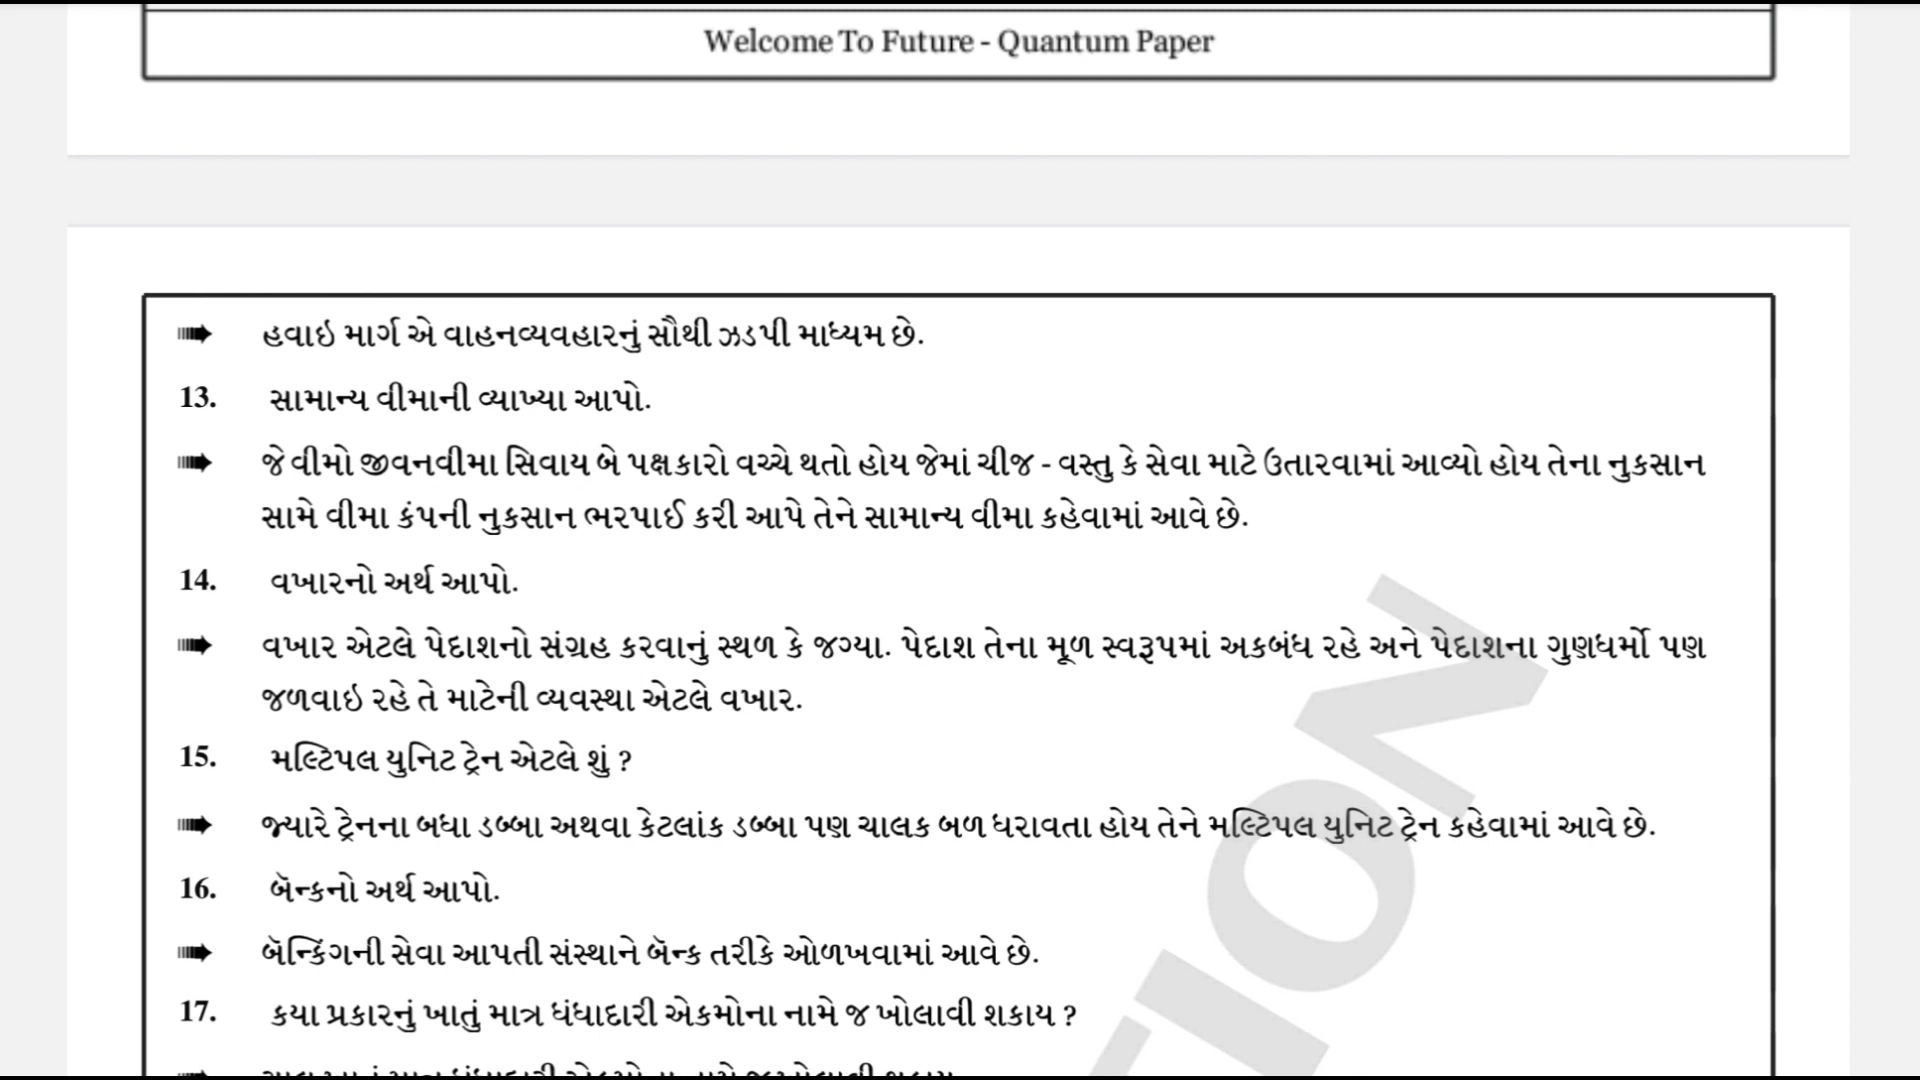 Welcome To Future - Quantum Paper
➠ હવાઇ માર્ગ એ વાહનવ્યવહારનું સૌથી ઝડપી માધ્યમ છે.
13. સામાન્ય વીમાની વ્યાખ્યા આપો.
➠ જે વીમો જીવનવીમા સિવાય બે પક્ષકારો વચ્ચે થતો હોય જેમાં ચીજ - વસ્તુ કે સેવા માટે ઉતારવામાં આવ્યો હોય તેના નુકસાન
સામે વીમા કંપની નુકસાન ભરપાઈ કરી આપે તેને સામાન્ય વીમા કહેવામાં આવે છે.
14. વખારનો અર્થ આપો.
➠ વખાર એટલે પેદાશનો સંગ્રહ કરવાનું સ્થળ કે જગ્યા. પેદાશ તેના મૂળ સ્વરૂપમાં અકબંધ રહે અને પેદાશના ગુણધર્મો પણ
જળવાઇ રહે તે માટેની વ્યવસ્થા એટલે વખાર.
15. મલ્ટિપલ યુનિટ ટ્રેન એટલે શું ?
➠ જ્યારે ટ્રેનના બધા ડબ્બા અથવા કેટલાંક ડબ્બા પણ ચાલક બળ ધરાવતા હોય તેને મલ્ટિપલ યુનિટ ટ્રેન કહેવામાં આવે છે.
16. બૅન્કનો અર્થ આપો.
➠ બૅન્કિંગની સેવા આપતી સંસ્થાને બૅન્ક તરીકે ઓળખવામાં આવે છે.
17. કયા પ્રકારનું ખાતું માત્ર ધંધાદારી એકમોના નામે જ ખોલાવી શકાય ?
TION